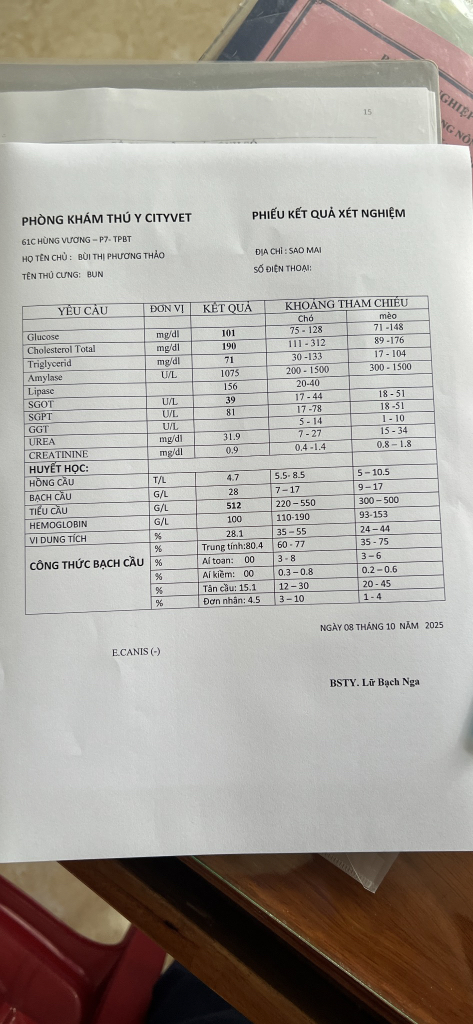 15
PHÒNG KHÁM THÚ Y CITYVET PHIẾU KẾT QUẢ XÉT NGHIỆM
61C HÙNG VƯƠNG – P7- TPBT
HỌ TÊN CHỦ : BÙI THỊ PHƯƠNG THẢO ĐỊA CHỈ : SAO MAI
TÊN THÚ CƯNG: BUN SỐ ĐIỆN THOẠI:
YÊU CẦU ĐƠN VỊ KẾT QUẢ KHOẢNG THAM CHIẾU
Chó mèo
Glucose mg/dl 101 75 - 128 71 -148
Cholesterol Total mg/dl 190 111 - 312 89 -176
Triglycerid mg/dl 71 30 -133 17 - 104
Amylase U/L 1075 200 - 1500 300 - 1500
Lipase 156 20-40
SGOT U/L 39 17 - 44 18 - 51
SGPT U/L 81 17 -78 18 -51
GGT U/L 5 - 14 1 - 10
UREA mg/dl 31.9 7 - 27 15 - 34
CREATININE mg/dl 0.9 0.4 -1.4 0.8 – 1.8
HUYẾT HỌC:
HỒNG CẦU T/L 4.7 5.5- 8.5 5 – 10.5
BẠCH CẦU G/L 28 7 – 17 9 – 17
TIỂU CẦU G/L 512 220 – 550 300 – 500
HEMOGLOBIN G/L 100 110-190 93-153
VI DUNG TÍCH % 28.1 35 – 55 24 – 44
CÔNG THỨC BẠCH CẦU % Trung tính:80.4 60 - 77 35 - 75
% Aí toan: 00 3 - 8 3 – 6
% Aí kiềm: 00 0.3 – 0.8 0.2 – 0.6
% Tân cầu: 15.1 12 – 30 20 - 45
% Đơn nhân: 4.5 3 – 10 1 - 4
NGÀY 08 THÁNG 10 NĂM 2025
E.CANIS (-)
BSTY. Lữ Bạch Nga